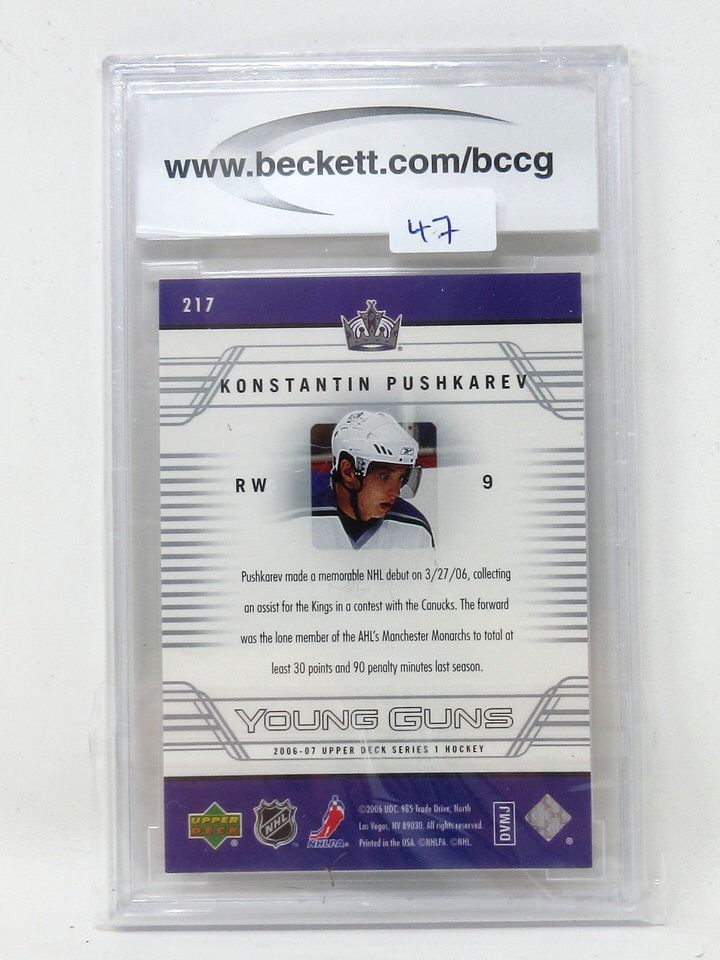 www.beckett.com/bccg
47
217
KONSTANTIN PUSHKAREV
RW
9
Pushkarev made a memorable NHL debut on 3/27/06, collecting
an assist for the Kings in a contest with the Canucks. The forward
was the lone member of the AHL's Manchester Monarchs to total at
least 30 points and 90 penalty minutes last season.
YOUNG GUNS
2006-07 UPPER DECK SERIES 1 HOCKEY
UPPER
DECK
NHL
NHLPA
©2006 UDC. 985 Trade Drive, North
Las Vegas, NV 89030. All rights reserved.
Printed in the USA. ©NHLPA. ©NHL.
DVMJ